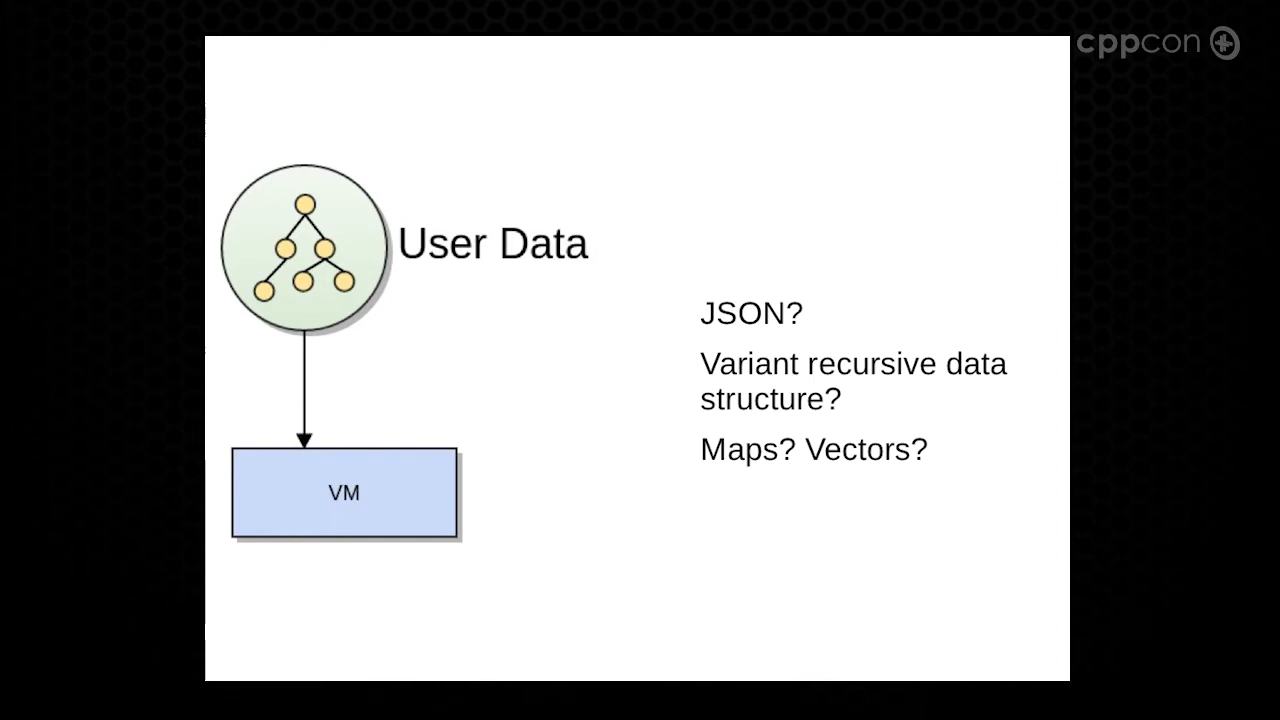 cppcon
User Data
JSON?
Variant recursive data
structure?
Maps? Vectors?
VM